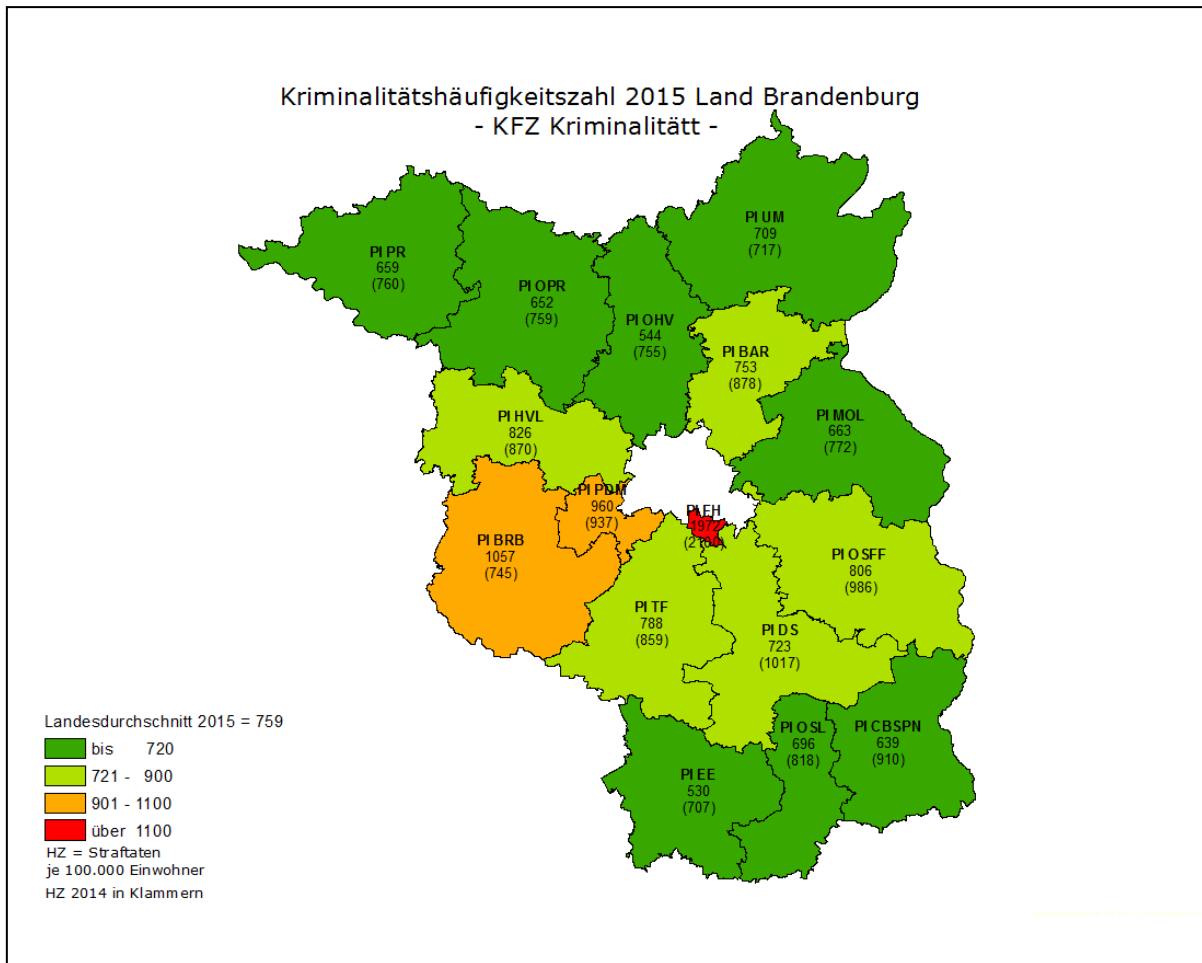 Kriminalitätshäufigkeitszahl 2015 Land Brandenburg
- KFZ Kriminalitätt -
PI UM
709
(717)
PI PR
659
(760)
PI OPR
652
(759)
PI OHV
544
(755)
PI BAR
753
(878)
PI MOL
663
(772)
PI HVL
826
(870)
PI PDM
960
(937)
PI FH
1972
PI BRB
1057
(745)
PI OSFF
806
(986)
PI TF
788
(859)
PI DS
723
(1017)
PI OSL
696
(818)
PI CBSPN
639
(910)
PI EE
530
(707)
Landesdurchschnitt 2015 = 759
bis 720
721 - 900
901 - 1100
über 1100
HZ = Straftaten
je 100.000 Einwohner
HZ 2014 in Klammern